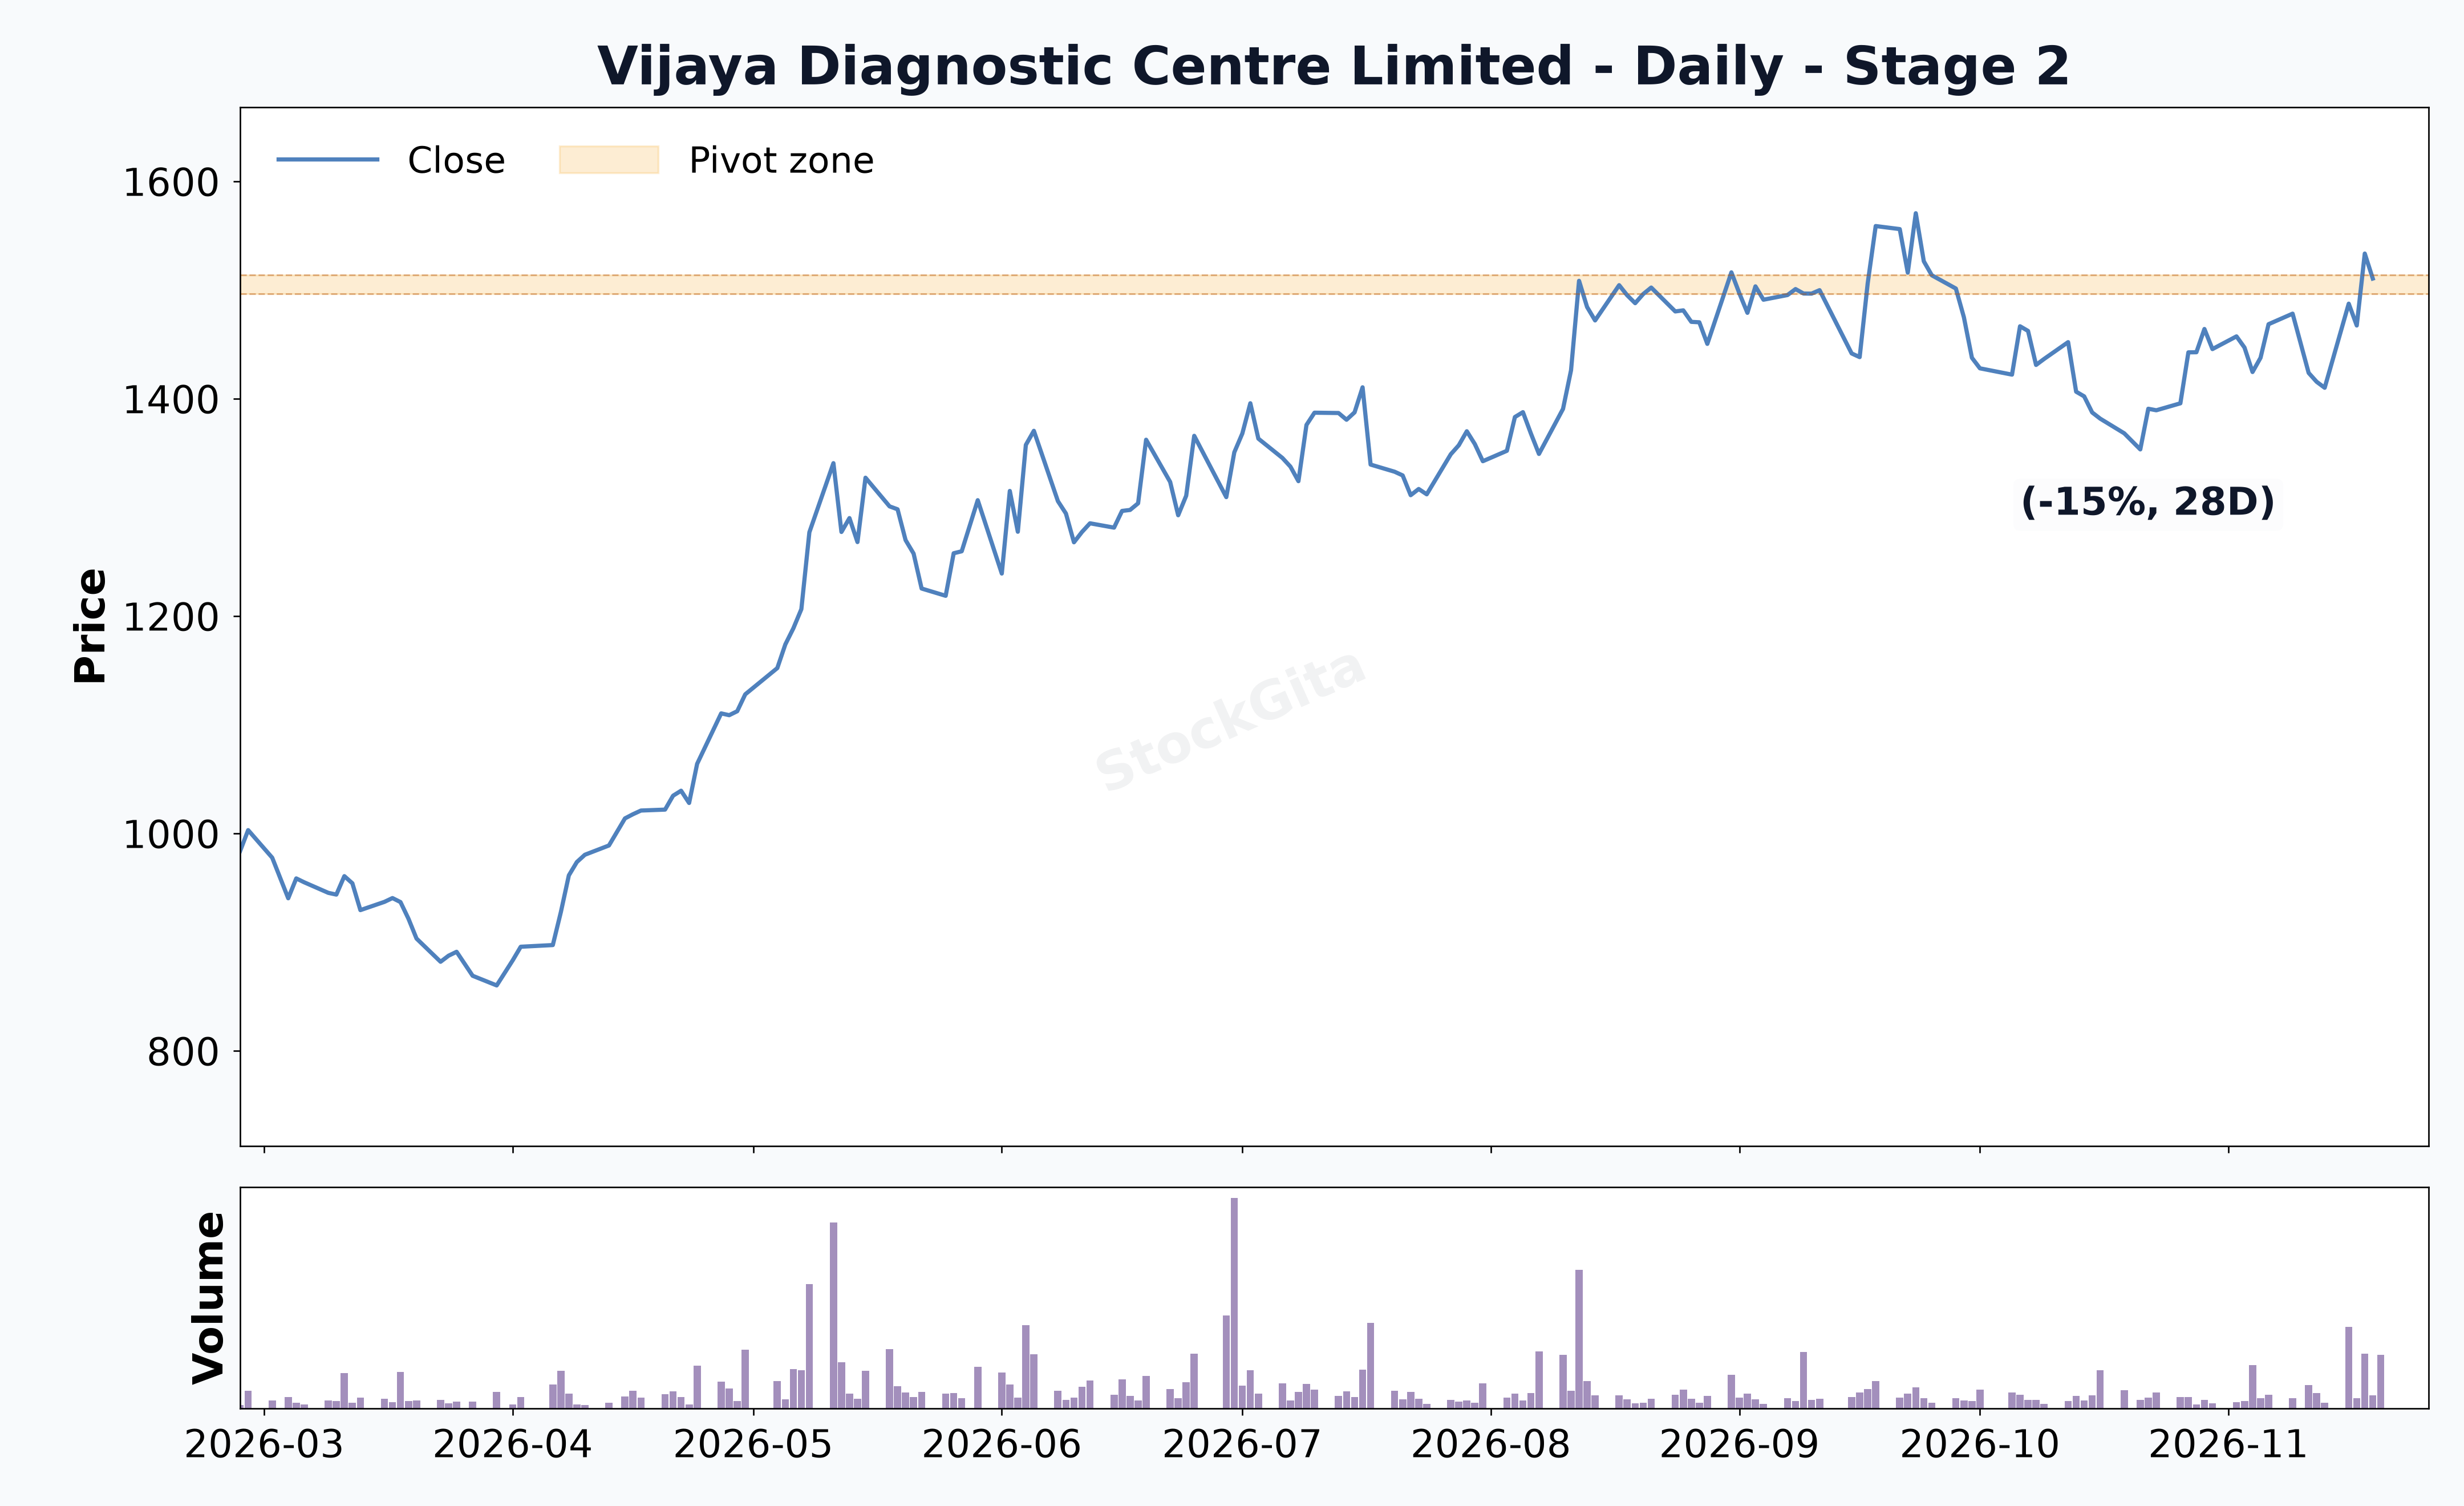 Vijaya Diagnostic Centre Limited - Daily - Stage 2
Close
Pivot zone
1600
1400
1200
1000
800
Price
(-15%, 28D)
StockGita
Volume
2026-03
2026-04
2026-05
2026-06
2026-07
2026-08
2026-09
2026-10
2026-11